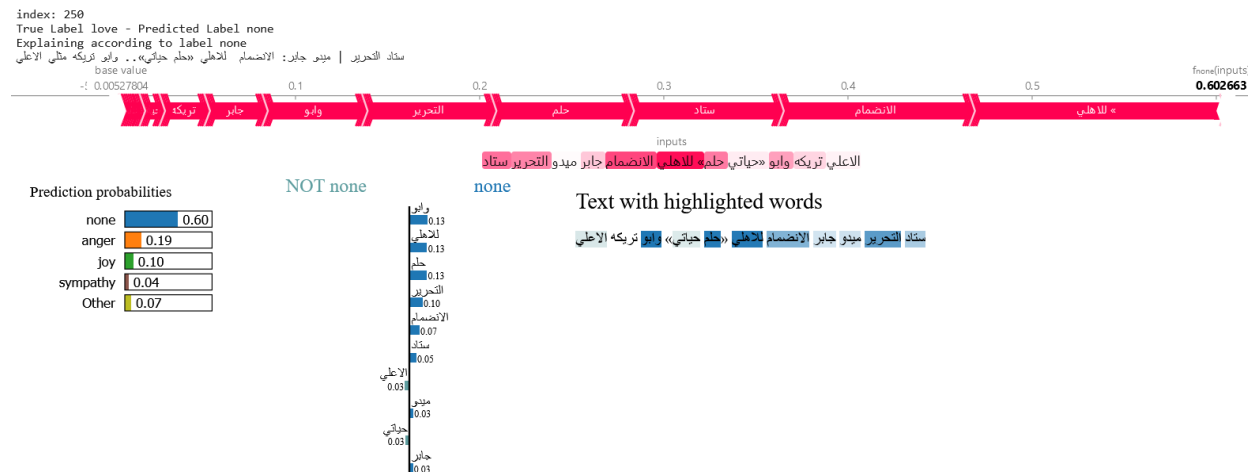 index: 250
True Label love - Predicted Label none
Explaining according to label none
ستاد التحرير | ميدو جابر: الانضمام للاهلي «حلم حياتي».. وابو تريكه مثلي الاعلي
base value
fnone(inputs)
0.00527804 0.1 0.2 0.3 0.4 0.5 0.602663
تريكه جابر وابو التحرير حلم ستاد الانضمام » للاهلي
inputs
ستاد التحرير ميدو جابر الانضمام للاهلي «حلم حياتي» وابو تريكه الاعلي
Prediction probabilities
none 0.60
anger 0.19
joy 0.10
sympathy 0.04
Other 0.07
NOT none none
وابو
0.13
للاهلي
0.13
حلم
0.13
التحرير
0.10
الانضمام
0.07
ستاد
0.05
الاعلي
0.03
ميدو
0.03
حياتي
0.03
جابر
0.03
Text with highlighted words
ستاد التحرير ميدو جابر الانضمام للاهلي «حلم حياتي» وابو تريكه الاعلي